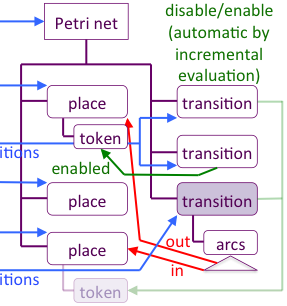 Petri net
disable/enable
(automatic by
incremental
evaluation)
place
transition
token
itions
transition
enabled
place
transition
place
arcs
out
in
itions
token